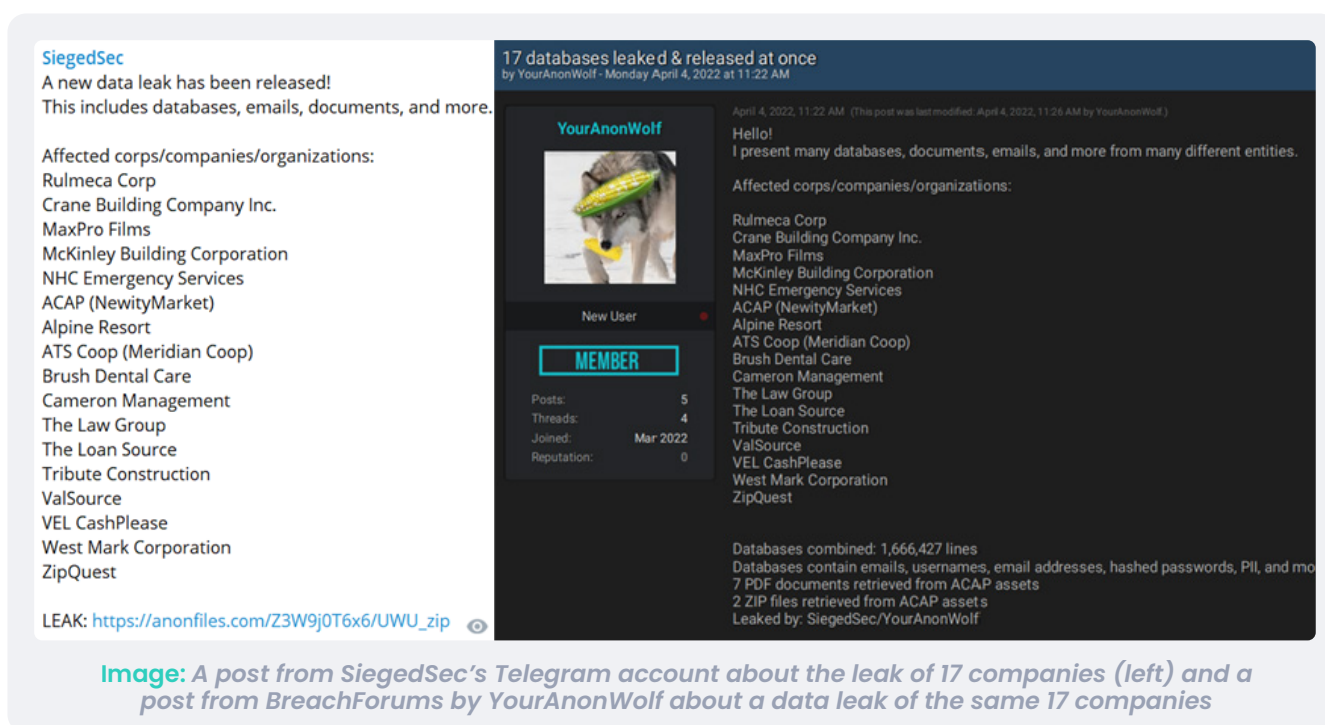 SiegedSec
A new data leak has been released!
This includes databases, emails, documents, and more.
Affected corps/companies/organizations:
Rulmeca Corp
Crane Building Company Inc.
MaxPro Films
McKinley Building Corporation
NHC Emergency Services
ACAP (NewityMarket)
Alpine Resort
ATS Coop (Meridian Coop)
Brush Dental Care
Cameron Management
The Law Group
The Loan Source
Tribute Construction
ValSource
VEL CashPlease
West Mark Corporation
ZipQuest
LEAK: https://anonfiles.com/Z3W9j0T6x6/UWU_zip
17 databases leaked & released at once
by YourAnonWolf - Monday April 4, 2022 at 11:22 AM
YourAnonWolf
New User
MEMBER
Posts: 5
Threads: 4
Joined: Mar 2022
Reputation: 0
April 4, 2022, 11:22 AM (This post was last modified: April 4, 2022, 11:26 AM by YourAnonWolf.)
Hello!
I present many databases, documents, emails, and more from many different entities.
Affected corps/companies/organizations:
Rulmeca Corp
Crane Building Company Inc.
MaxPro Films
McKinley Building Corporation
NHC Emergency Services
ACAP (NewityMarket)
Alpine Resort
ATS Coop (Meridian Coop)
Brush Dental Care
Cameron Management
The Law Group
The Loan Source
Tribute Construction
ValSource
VEL CashPlease
West Mark Corporation
ZipQuest
Databases combined: 1,666,427 lines
Databases contain emails, usernames, email addresses, hashed passwords, PII, and mo
7 PDF documents retrieved from ACAP assets
2 ZIP files retrieved from ACAP assets
Leaked by: SiegedSec/YourAnonWolf
Image: A post from SiegedSec’s Telegram account about the leak of 17 companies (left) and a
post from BreachForums by YourAnonWolf about a data leak of the same 17 companies